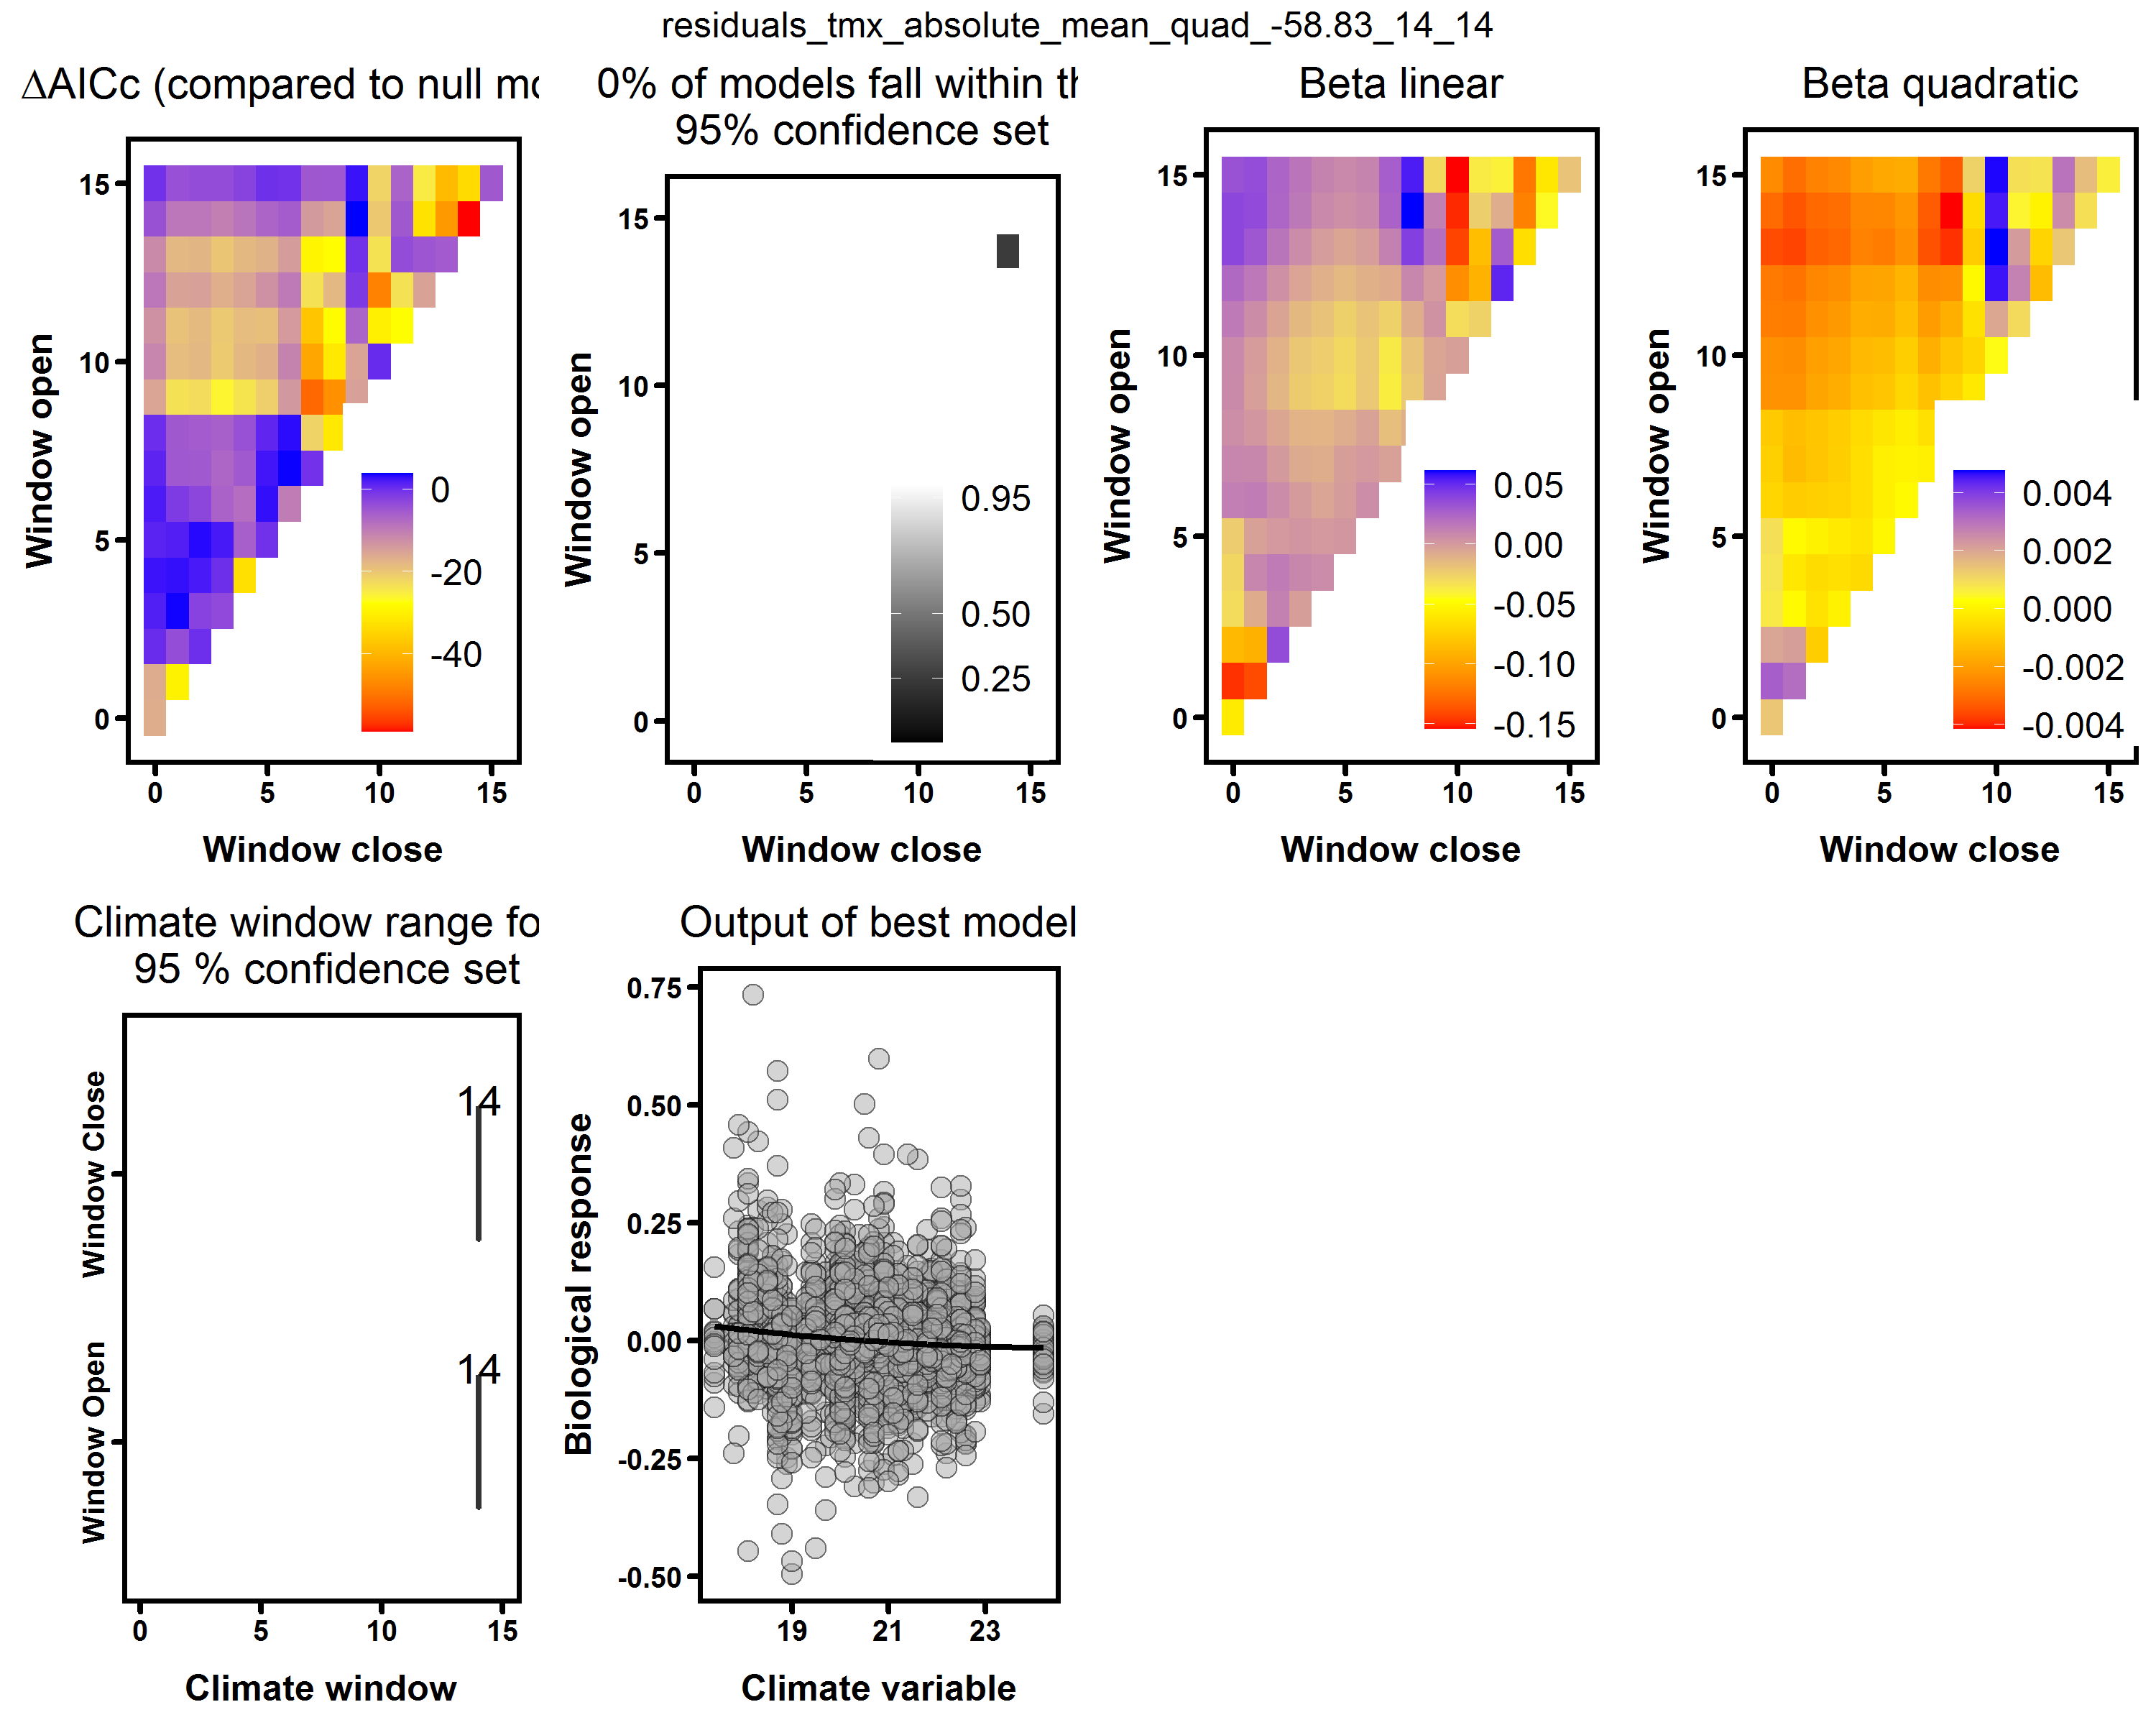 residuals_tmx_absolute_mean_quad_-58.83_14_14
ΔAICc (compared to null mo
15
10
5
0
0
5
10
15
Window open
Window close
0
-20
-40
0% of models fall within th
95% confidence set
15
10
5
0
0
5
10
15
Window open
Window close
0.95
0.50
0.25
Beta linear
15
10
5
0
0
5
10
15
Window open
Window close
0.05
0.00
-0.05
-0.10
-0.15
Beta quadratic
15
10
5
0
0
5
10
15
Window open
Window close
0.004
0.002
0.000
-0.002
-0.004
Climate window range fo
95 % confidence set
Window Close
Window Open
14
14
0
5
10
15
Climate window
Output of best model
0.75
0.50
0.25
0.00
-0.25
-0.50
Biological response
19
21
23
Climate variable